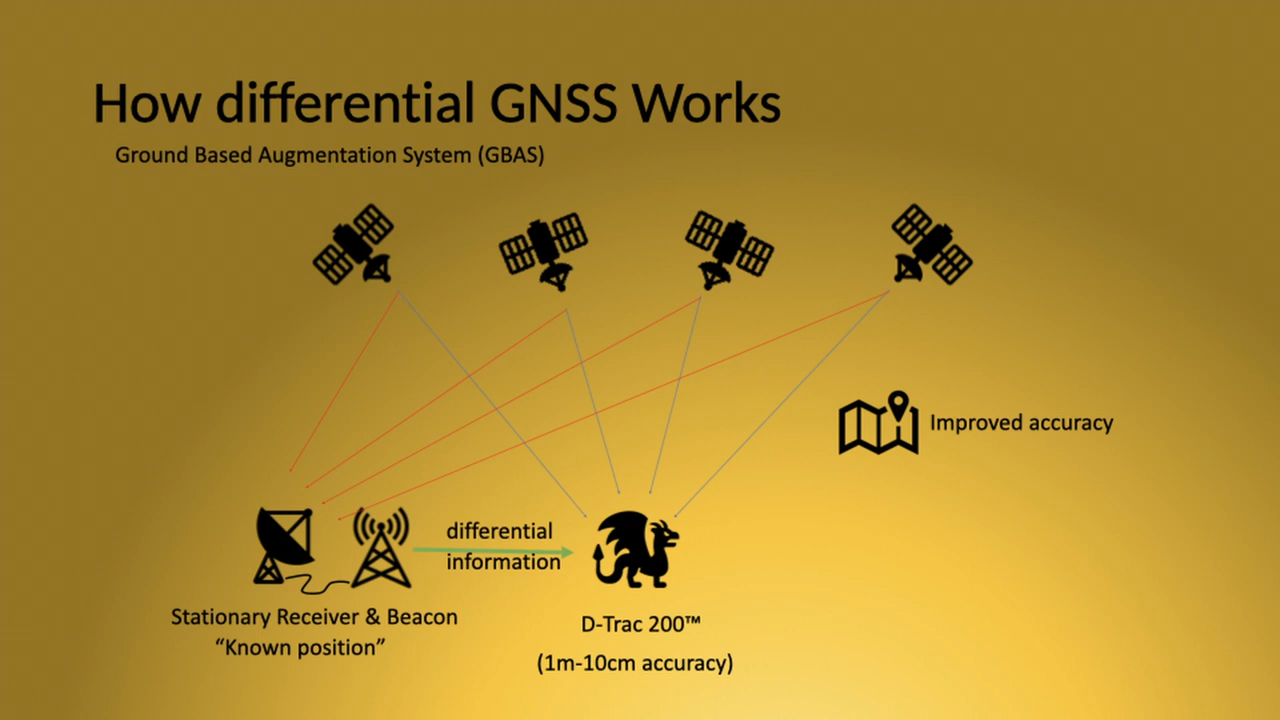 How differential GNSS Works
Ground Based Augmentation System (GBAS)
Improved accuracy
differential
information
Stationary Receiver & Beacon
“Known position”
D-Trac 200™
(1m-10cm accuracy)